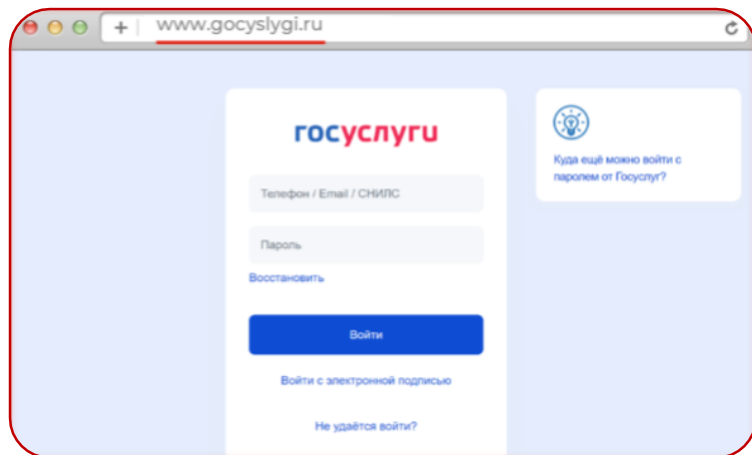 www.gocyslygi.ru
госуслуги
Телефон / Email / СНИЛС
Пароль
Восстановить
Войти
Войти с электронной подписью
Не удаётся войти?
Куда ещё можно войти с
паролем от Госуслуг?